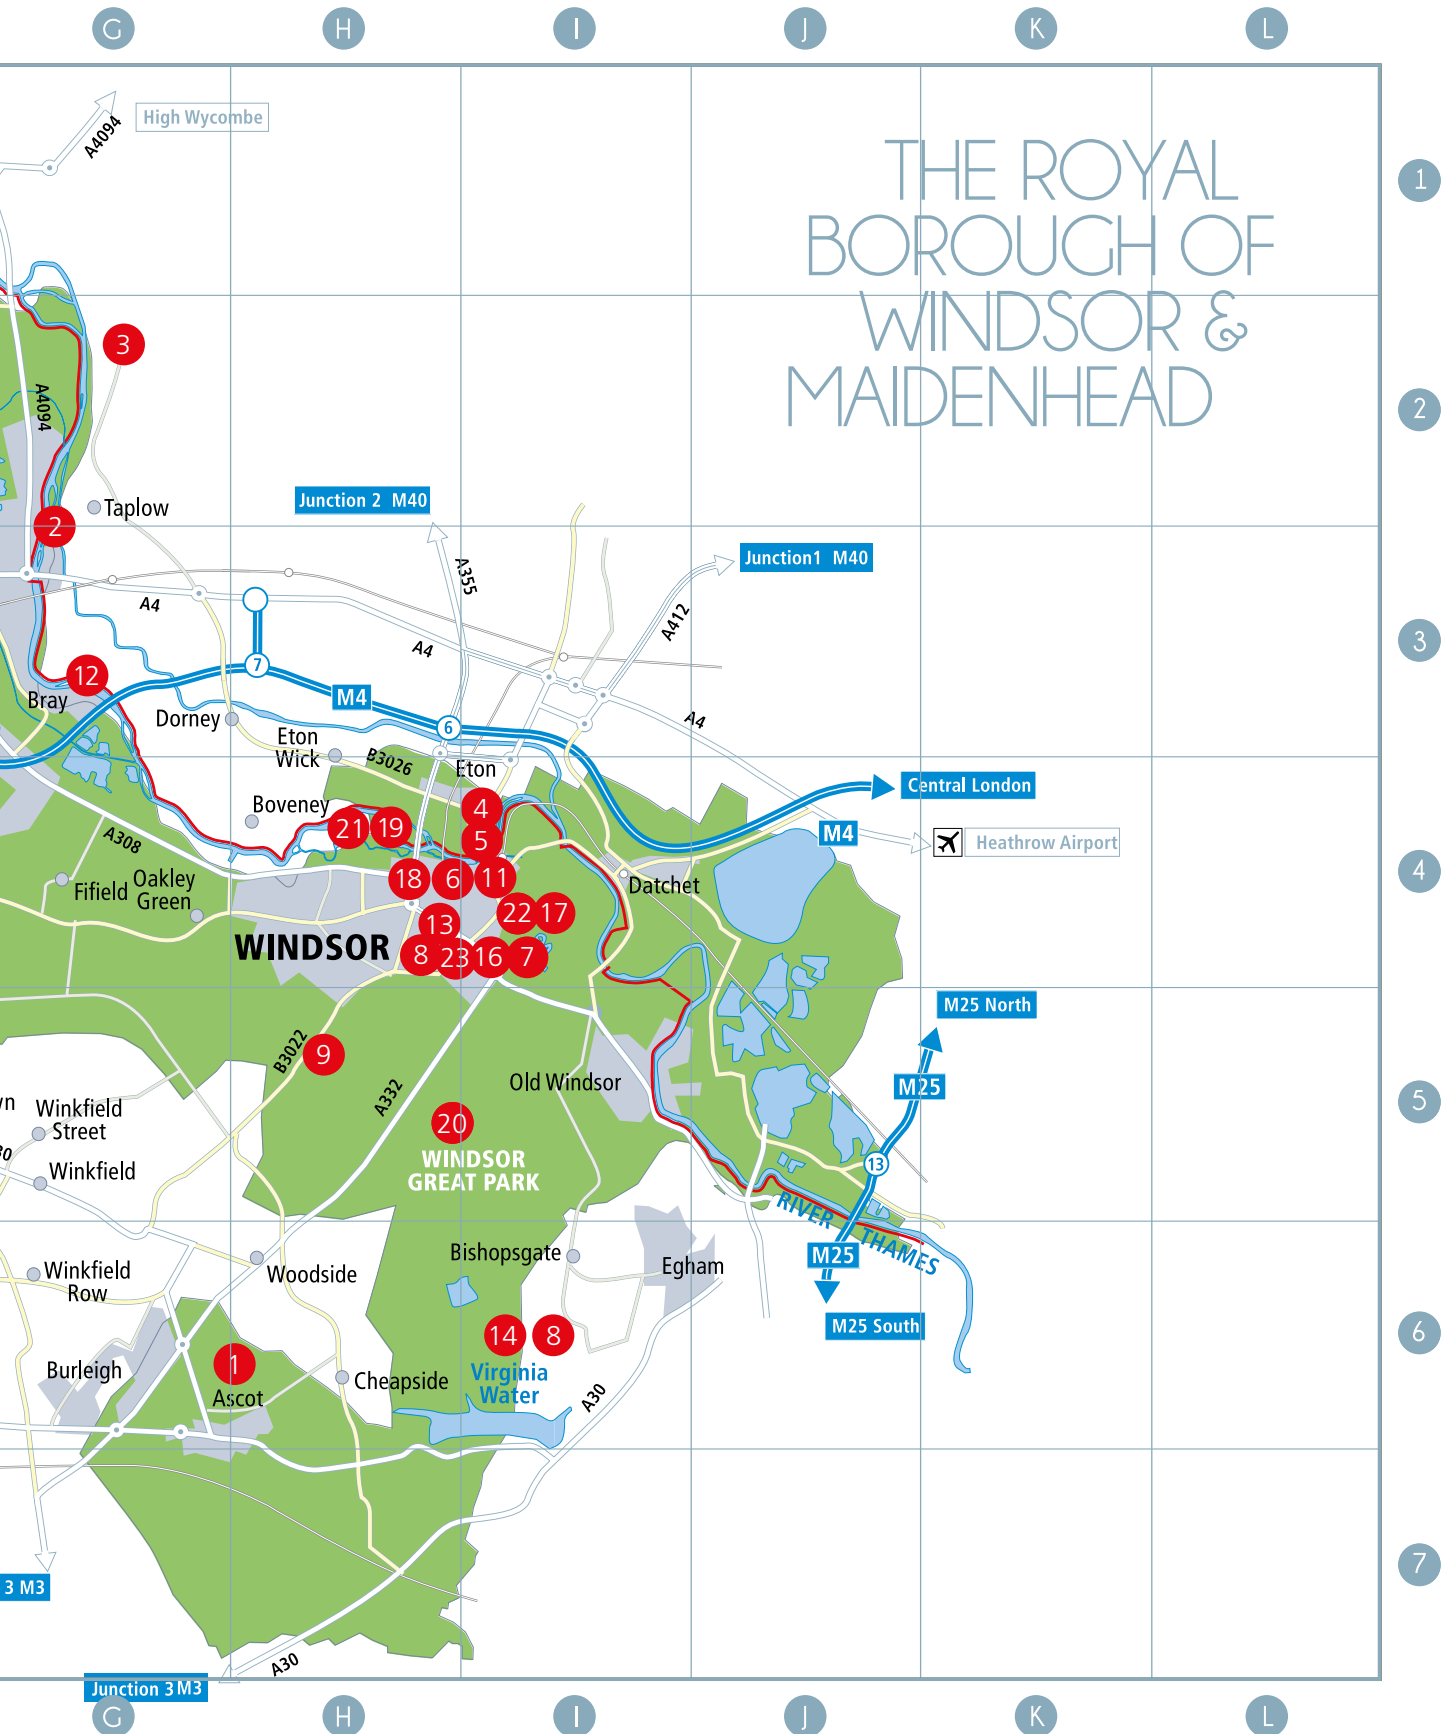 G
H
I
J
K
L
High Wycombe
A4094
THE ROYAL
BOROUGH OF
WINDSOR &
MAIDENHEAD
1
3
A4094
2
Taplow
Junction 2 M40
2
A355
Junction1 M40
A4
A412
A4
3
7
12
Bray
M4
Dorney
6
A4
Eton
Wick
B3026
Eton
Central London
Boveney
4
21
19
5
M4
Heathrow Airport
A308
4
Fifield
Oakley
Green
18
6
11
Datchet
22
17
13
WINDSOR
8
23
16
7
M25 North
B3022
9
Old Windsor
M25
A332
5
wn
Winkfield
Street
20
30
Winkfield
WINDSOR
GREAT PARK
13
RIVER
THAMES
Bishopsgate
M25
Winkfield
Row
Woodside
Egham
M25 South
14
8
6
1
Burleigh
Ascot
Cheapside
Virginia
Water
A30
7
3 M3
A30
Junction 3 M3
G
H
I
J
K
L